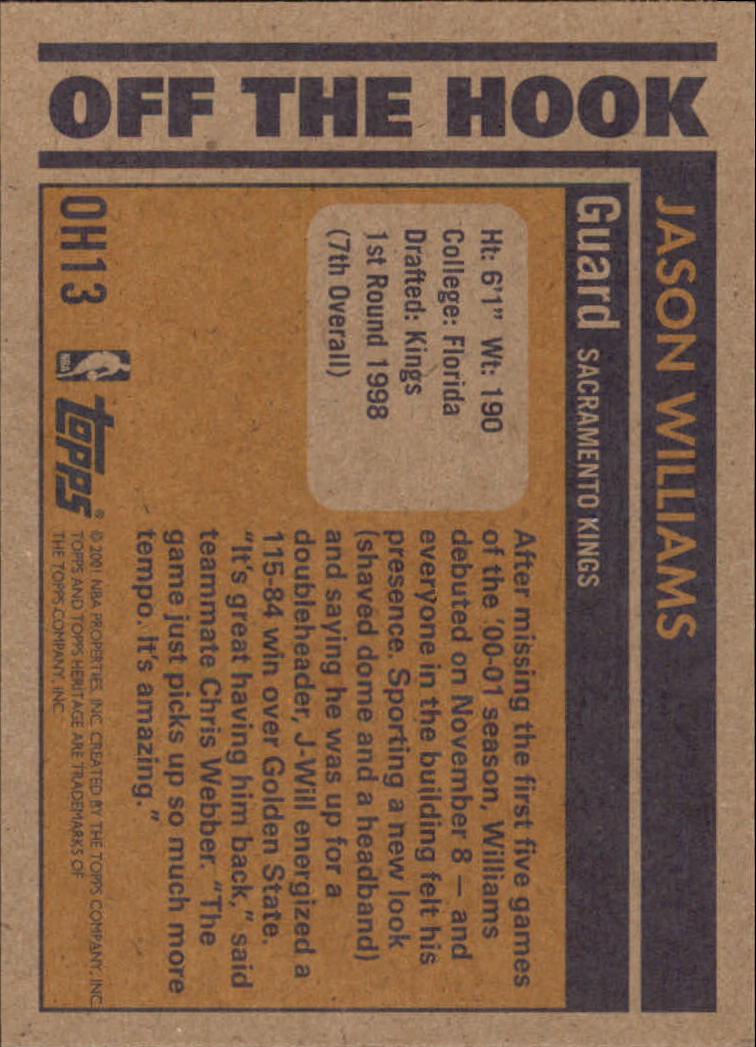 OFF THE HOOK
JASON WILLIAMS
Guard SACRAMENTO KINGS
Ht: 6'1" Wt: 190
College: Florida
Drafted: Kings
1st Round 1998
(7th Overall)
After missing the first five games
of the '00-01 season, Williams
debuted on November 8 — and
everyone in the building felt his
presence. Sporting a new look
(shaved dome and a headband)
and saying he was up for a
doubleheader, J-Will energized a
115-84 win over Golden State.
"It's great having him back," said
teammate Chris Webber. "The
game just picks up so much more
tempo. It's amazing."
OH13
NBA
topps®
© 2001 NBA PROPERTIES, INC. CREATED BY THE TOPPS COMPANY, INC.
TOPPS AND TOPPS HERITAGE ARE TRADEMARKS OF
THE TOPPS COMPANY, INC.